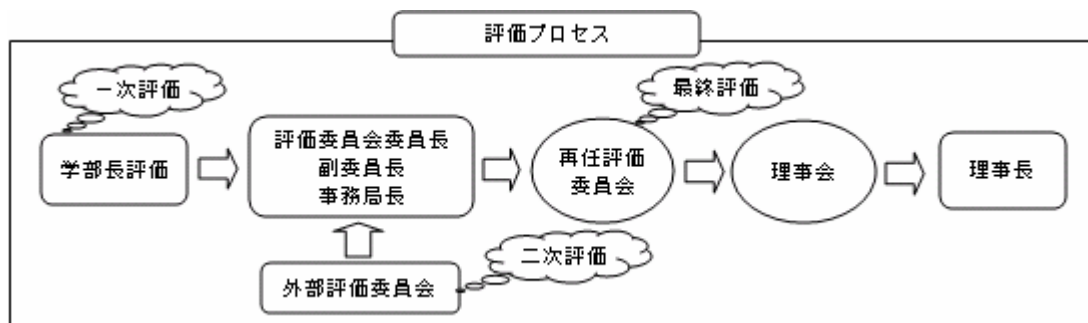 評価プロセス
一次評価
最終評価
学部長評価
評価委員会委員長
副委員長
事務局長
再任評価
委員会
理事会
理事長
二次評価
外部評価委員会